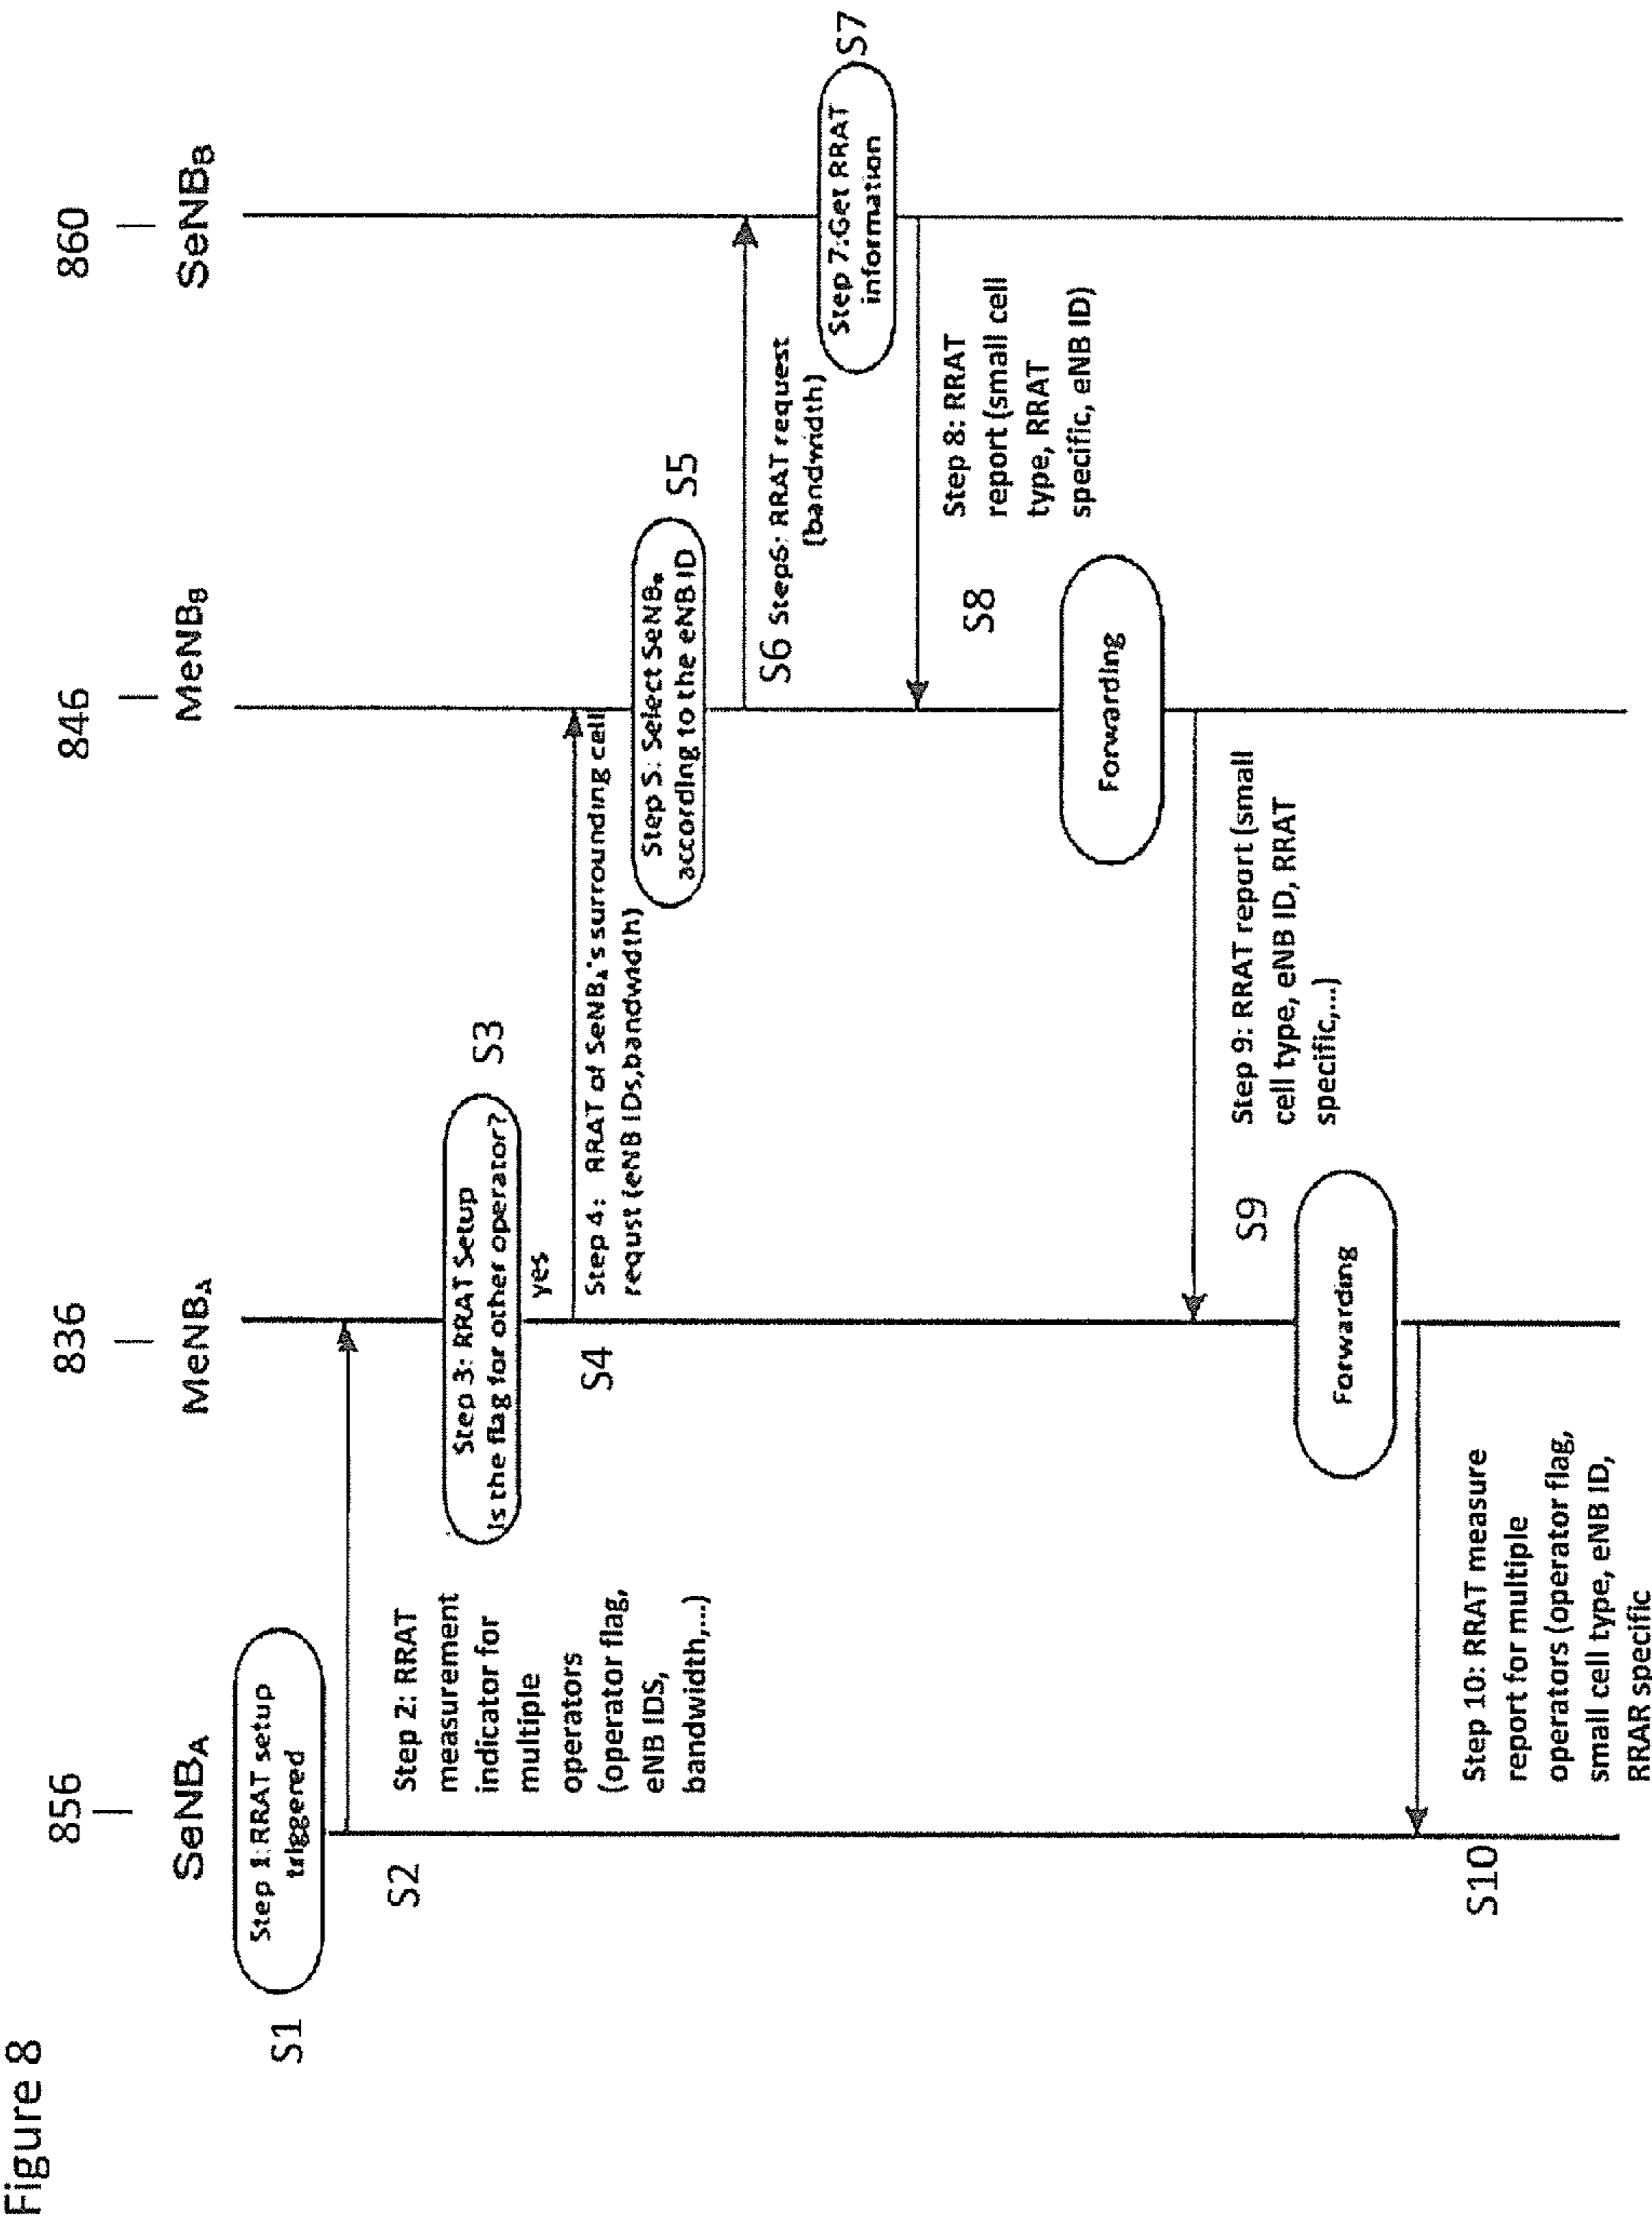 Figure 8
856
SeNBA
836
MeNBA
846
MeNBB
860
SeNBB
S1
Step 1:RRAT setup
triggered
S2
Step 2: RRAT
measurement
indicator for
multiple
operators
(operator flag,
eNB IDS,
bandwidth,...)
Step 3: RRAT Setup
Is the flag for other operator?
S3
yes
S4
Step 4: RRAT of SeNBA's surrounding cell
requst (eNB IDs,bandwidth)
Step 5: Select SeNB
according to the eNB ID
S5
S6 Step6: RRAT request
(bandwidth)
Step 7:Get RRAT
information
S7
S8
Step 8: RRAT
report (small cell
type, RRAT
specific, eNB ID)
Forwarding
S9
Step 9: RRAT report (small
cell type, eNB ID, RRAT
specific,...)
Forwarding
S10
Step 10: RRAT measure
report for multiple
operators (operator flag,
small cell type, eNB ID,
RRAR specific